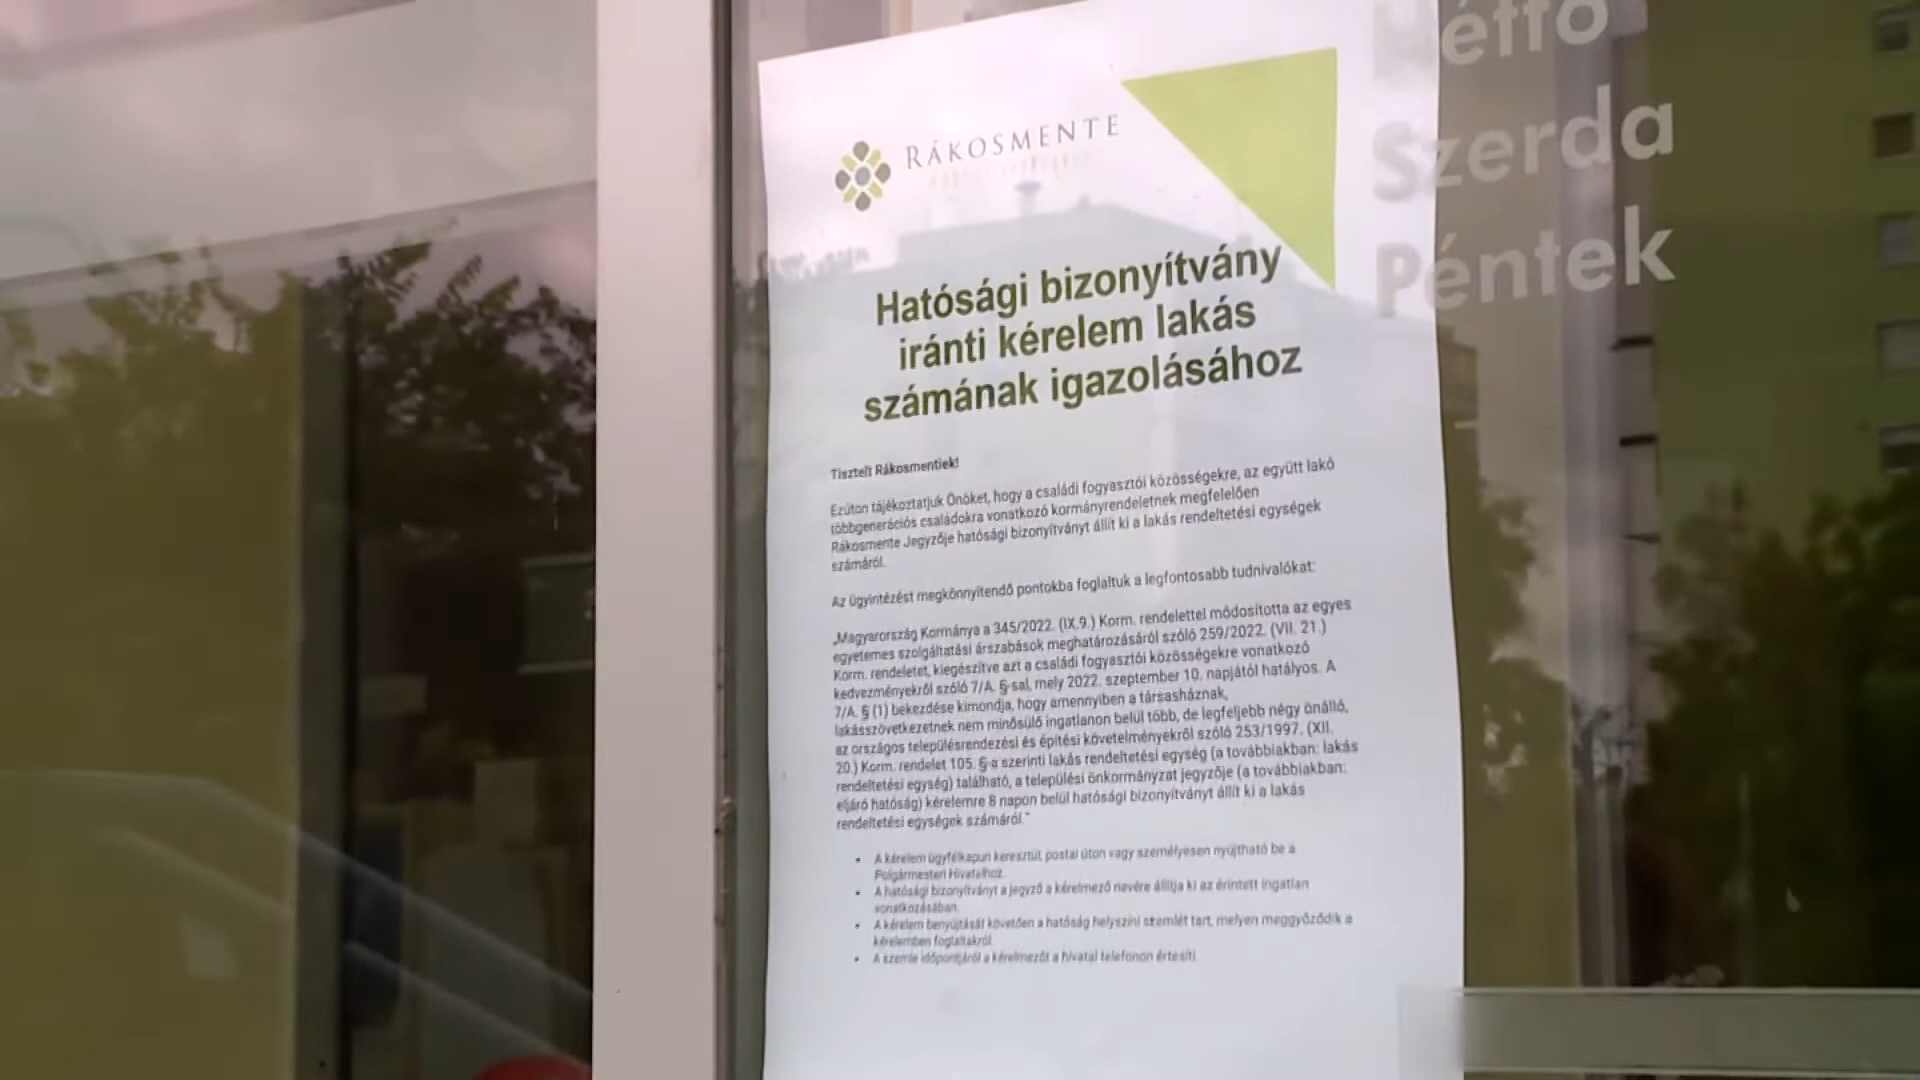 RÁKOSMENTE
Hatósági bizonyítvány
iránti kérelem lakás
számának igazolásához
Tisztelt Rákosmentiek!
Ezúton tájékoztatjuk Önöket, hogy a családi fogyasztói közösségekre, az együtt lakó
többgenerációs családokra vonatkozó kormányrendeletnek megfelelően
Rákosmente Jegyzője hatósági bizonyítványt állít ki a lakás rendeltetési egységek
számáról.
Az ügyintézést megkönnyítendő pontokba foglaltuk a legfontosabb tudnivalókat:
„Magyarország Kormánya a 345/2022. (IX.9.) Korm. rendelettel módosította az egyes
egyetemes szolgáltatási árszabások meghatározásáról szóló 259/2022. (VII. 21.)
Korm. rendeletet, kiegészítve azt a családi fogyasztói közösségekre vonatkozó
kedvezményekről szóló 7/A. §-sal, mely 2022. szeptember 10. napjától hatályos. A
7/A. § (1) bekezdése kimondja, hogy amennyiben a társasháznak,
lakásszövetkezetnek nem minősülő ingatlanon belül több, de legfeljebb négy önálló,
az országos településrendezési és építési követelményekről szóló 253/1997. (XII.
20.) Korm. rendelet 105. §-a szerinti lakás rendeltetési egység (a továbbiakban: lakás
rendeltetési egység) található, a települési önkormányzat jegyzője (a továbbiakban:
eljáró hatóság) kérelemre 8 napon belül hatósági bizonyítványt állít ki a lakás
rendeltetési egységek számáról.”
• A kérelem ügyfélkapun keresztül, postai úton vagy személyesen nyújtható be a
Polgármesteri Hivatalhoz.
• A hatósági bizonyítványt a jegyző a kérelmező nevére állítja ki az érintett ingatlan
vonatkozásában.
• A kérelem benyújtását követően a hatóság helyszíni szemlét tart, melyen meggyőződik a
kérelemben foglaltakról.
• A szemle időpontjáról a kérelmezőt a hivatal telefonon értesíti.
Hétfő
Szerda
Péntek